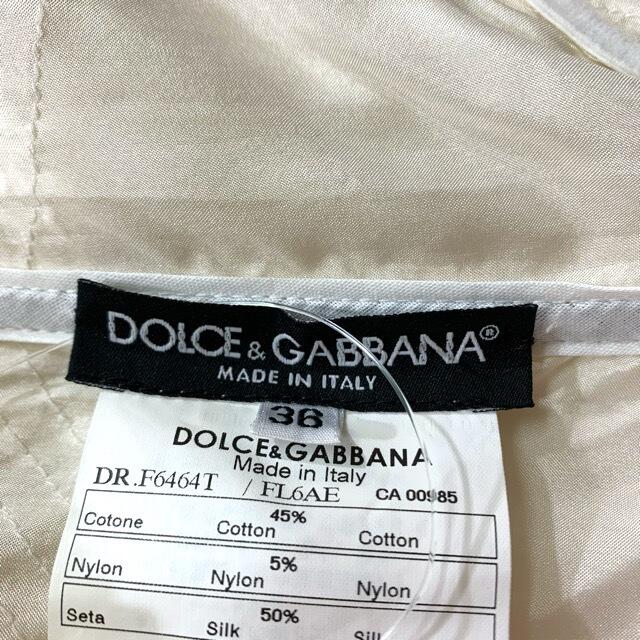 DOLCE & GABBANA®
MADE IN ITALY
36
DOLCE&GABBANA
Made in Italy
DR.F6464T / FL6AE CA 00985
45%
Cotone Cotton Cotton
5%
Nylon Nylon Nylon
50%
Seta Silk Silk